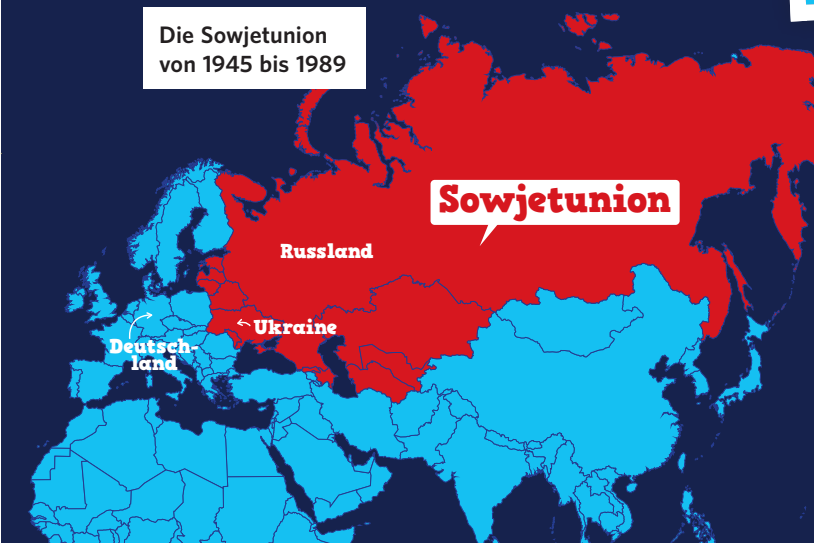 Die Sowjetunion
von 1945 bis 1989
Sowjetunion
Russland
Ukraine
Deutsch-
land